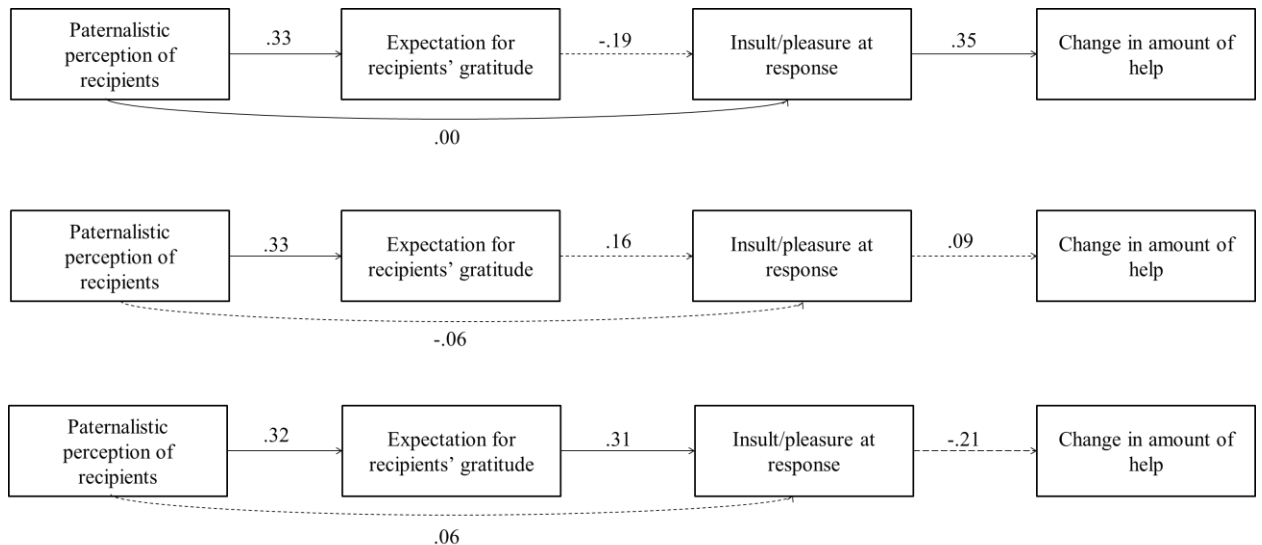 Paternalistic
perception of
recipients
.33
Expectation for
recipients’ gratitude
-.19
Insult/pleasure at
response
.35
Change in amount of
help
.00
Paternalistic
perception of
recipients
.33
Expectation for
recipients’ gratitude
.16
Insult/pleasure at
response
.09
Change in amount of
help
-.06
Paternalistic
perception of
recipients
.32
Expectation for
recipients’ gratitude
.31
Insult/pleasure at
response
-.21
Change in amount of
help
.06